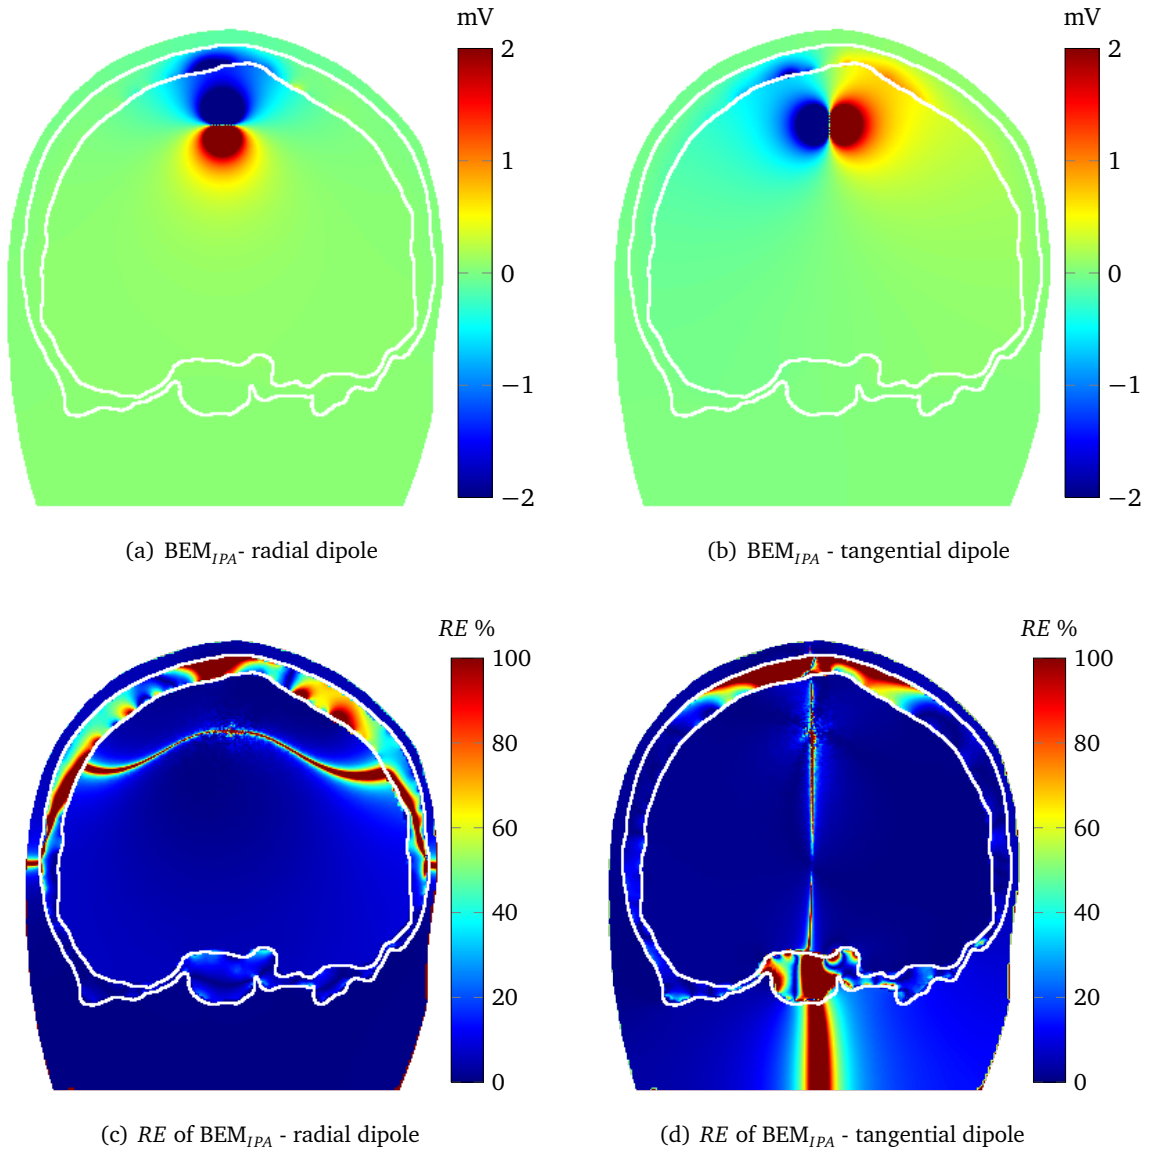 mV
2
1
0
−1
−2
(a) BEM_IPA- radial dipole
mV
2
1
0
−1
−2
(b) BEM_IPA - tangential dipole
RE %
100
80
60
40
20
0
(c) RE of BEM_IPA - radial dipole
RE %
100
80
60
40
20
0
(d) RE of BEM_IPA - tangential dipole